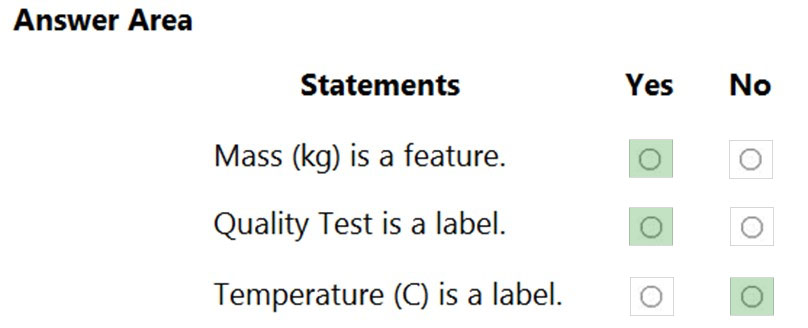 Answer Area
Statements Yes No
Mass (kg) is a feature.
Quality Test is a label.
Temperature (C) is a label.